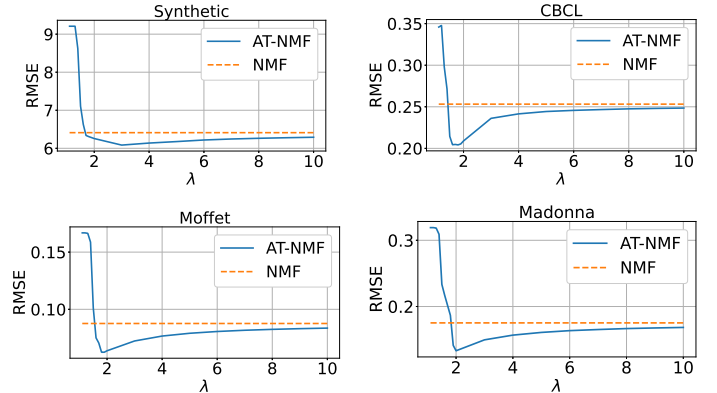 Synthetic
RMSE
9
8
7
6
2 4 6 8 10
λ
AT-NMF
NMF
CBCL
RMSE
0.35
0.30
0.25
0.20
2 4 6 8 10
λ
AT-NMF
NMF
Moffet
RMSE
0.15
0.10
2 4 6 8 10
λ
AT-NMF
NMF
Madonna
RMSE
0.3
0.2
2 4 6 8 10
λ
AT-NMF
NMF